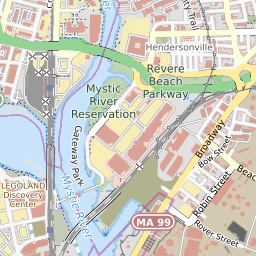 Hendersonville
Revere
Beach
Parkway
Mystic
River
Reservation
Gateway Park
Broadway
Bow Street
Robin Street
LEGOLAND
Discovery
Center
Mystic River
MA 99
Rover Street